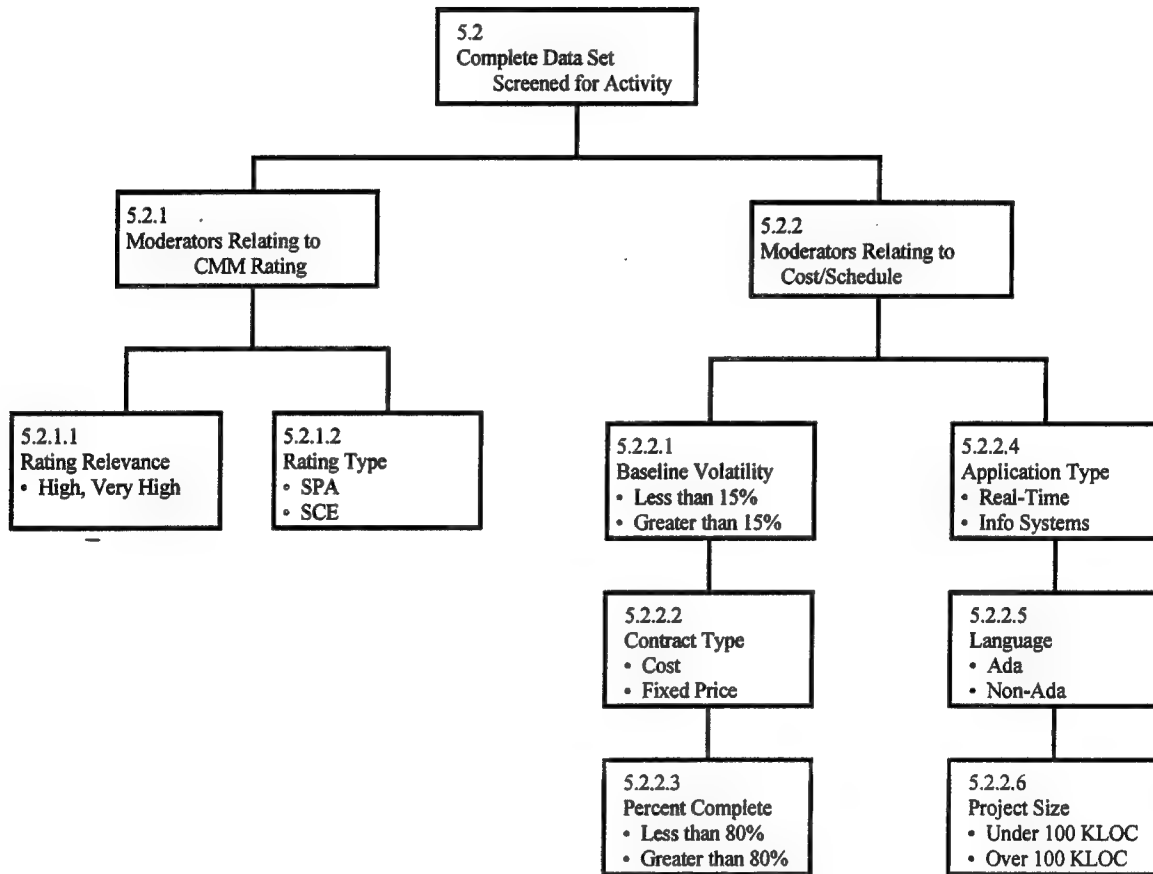 5.2
Complete Data Set
Screened for Activity
5.2.1
Moderators Relating to
CMM Rating
5.2.2
Moderators Relating to
Cost/Schedule
5.2.1.1
Rating Relevance
• High, Very High
5.2.1.2
Rating Type
• SPA
• SCE
5.2.2.1
Baseline Volatility
• Less than 15%
• Greater than 15%
5.2.2.4
Application Type
• Real-Time
• Info Systems
5.2.2.2
Contract Type
• Cost
• Fixed Price
5.2.2.5
Language
• Ada
• Non-Ada
5.2.2.3
Percent Complete
• Less than 80%
• Greater than 80%
5.2.2.6
Project Size
• Under 100 KLOC
• Over 100 KLOC